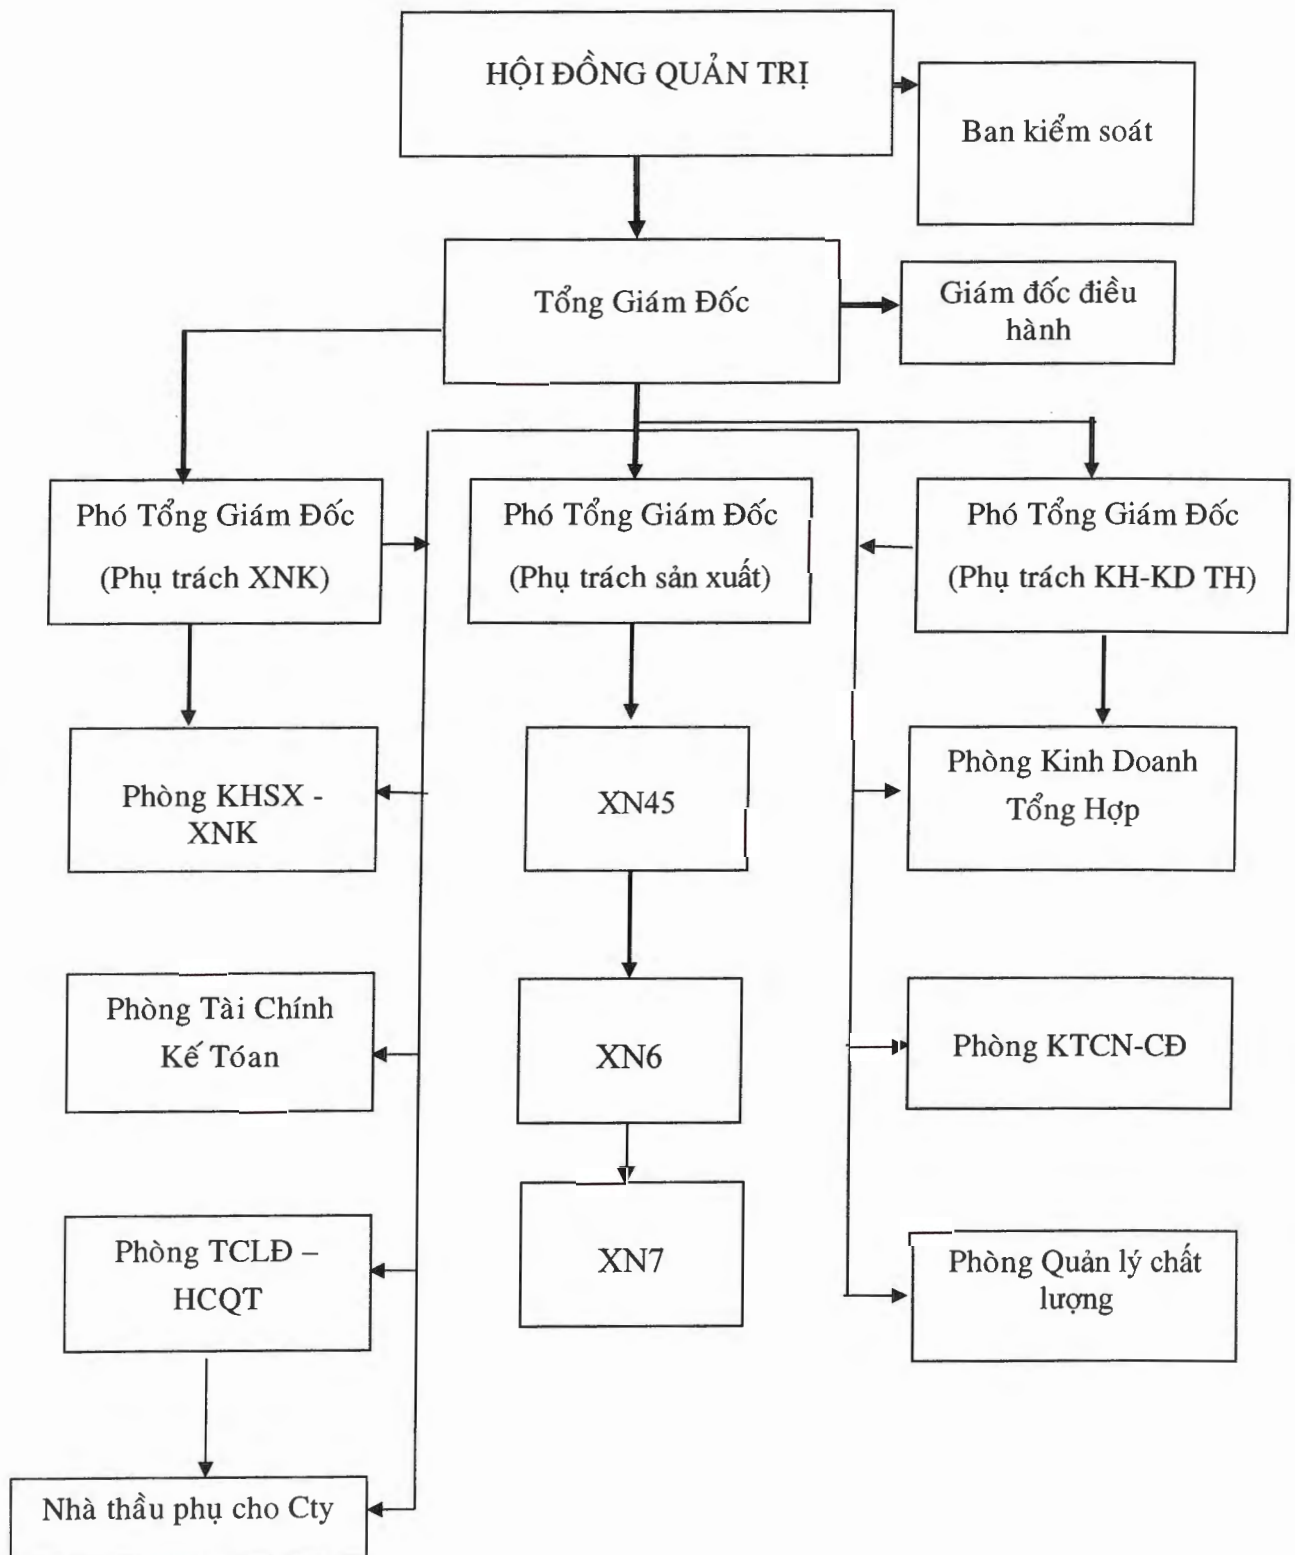 HỘI ĐỒNG QUẢN TRỊ
Ban kiểm soát
Tổng Giám Đốc
Giám đốc điều
hành
Phó Tổng Giám Đốc
(Phụ trách XNK)
Phó Tổng Giám Đốc
(Phụ trách sản xuất)
Phó Tổng Giám Đốc
(Phụ trách KH-KD TH)
Phòng KHSX -
XNK
XN45
Phòng Kinh Doanh
Tổng Hợp
Phòng Tài Chính
Kế Tóan
XN6
Phòng KTCN-CĐ
Phòng TCLĐ –
HCQT
XN7
Phòng Quản lý chất
lượng
Nhà thầu phụ cho Cty